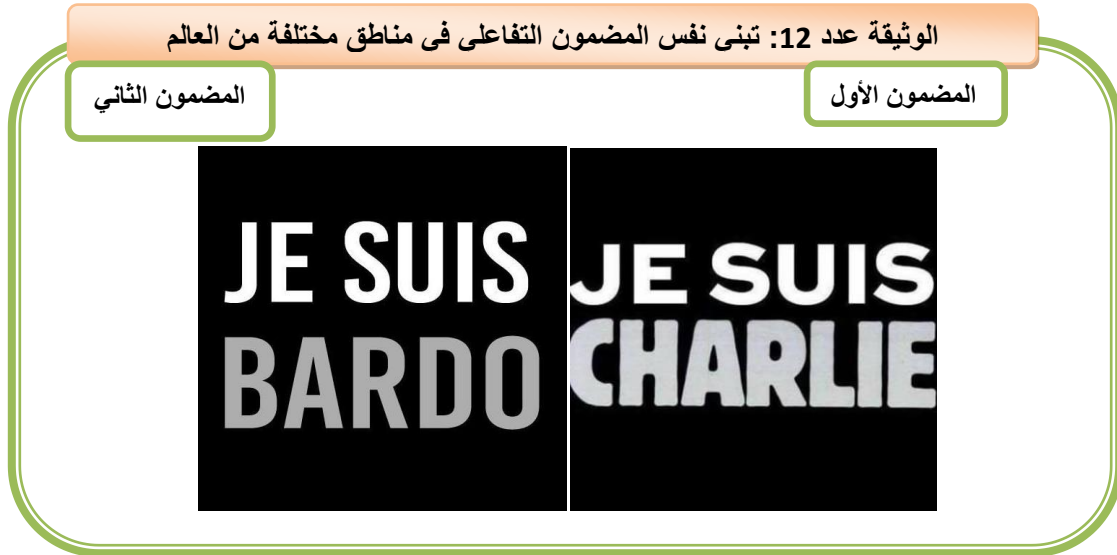 الوثيقة عدد 12: تبنى نفس المضمون التفاعلى فى مناطق مختلفة من العالم
المضمون الأول
المضمون الثاني
JE SUIS
CHARLIE
JE SUIS
BARDO